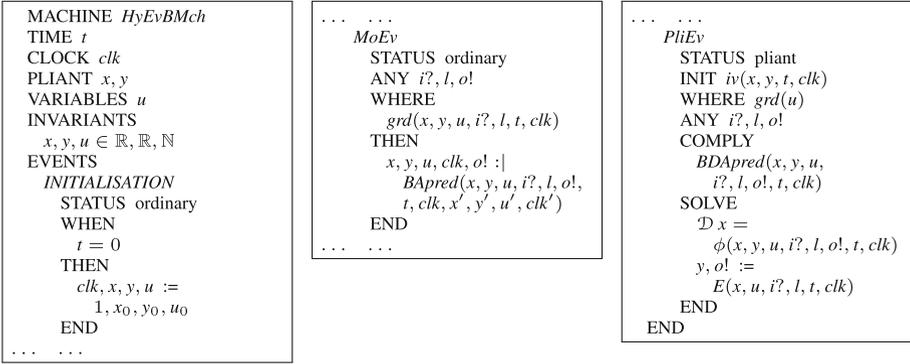 MACHINE HyEvBMch
TIME t
CLOCK clk
PLIANT x, y
VARIABLES u
INVARIANTS
x, y, u ∈ ℝ, ℝ, ℕ
EVENTS
INITIALISATION
STATUS ordinary
WHEN
t = 0
THEN
clk, x, y, u :=
1, x₀, y₀, u₀
END
... ...
... ...
MoEv
STATUS ordinary
ANY i?, l, o!
WHERE
grd(x, y, u, i?, l, t, clk)
THEN
x, y, u, clk, o! :|
BApred(x, y, u, i?, l, o!,
t, clk, x′, y′, u′, clk′)
END
... ...
... ...
PliEv
STATUS pliant
INIT iv(x, y, t, clk)
WHERE grd(u)
ANY i?, l, o!
COMPLY
BDApred(x, y, u,
i?, l, o!, t, clk)
SOLVE
𝒟 x =
ϕ(x, y, u, i?, l, o!, t, clk)
y, o! :=
E(x, u, i?, l, t, clk)
END
END